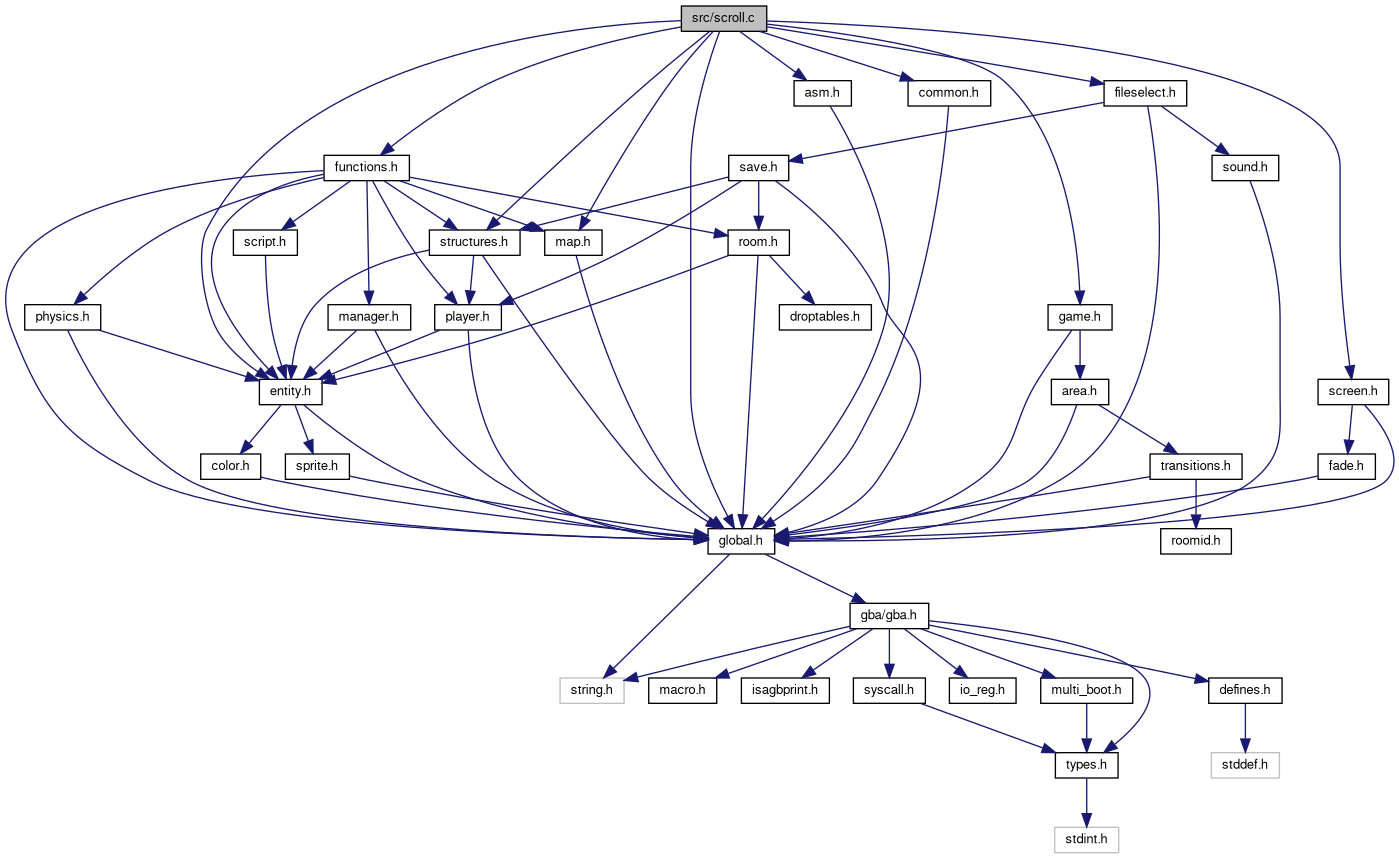 src/scroll.c
asm.h
common.h
fileselect.h
functions.h
save.h
sound.h
script.h
structures.h
map.h
room.h
physics.h
manager.h
player.h
droptables.h
game.h
entity.h
area.h
screen.h
color.h
sprite.h
transitions.h
fade.h
global.h
roomid.h
gba/gba.h
string.h
macro.h
isagbprint.h
syscall.h
io_reg.h
multi_boot.h
defines.h
types.h
stddef.h
stdint.h